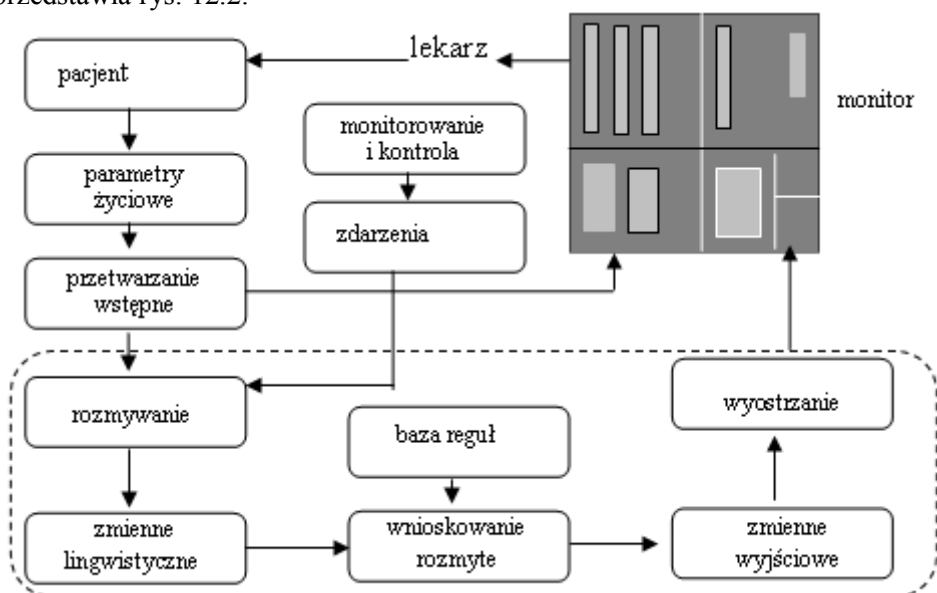 przedstawia rys. 12.2.
lekarz
pacjent
monitor
monitorowanie
i kontrola
parametry
życiowe
zdarzenia
przetwarzanie
wstępne
rozmywanie
wyostrzanie
baza reguł
zmienne
lingwistyczne
wnioskowanie
rozmyte
zmienne
wyjściowe